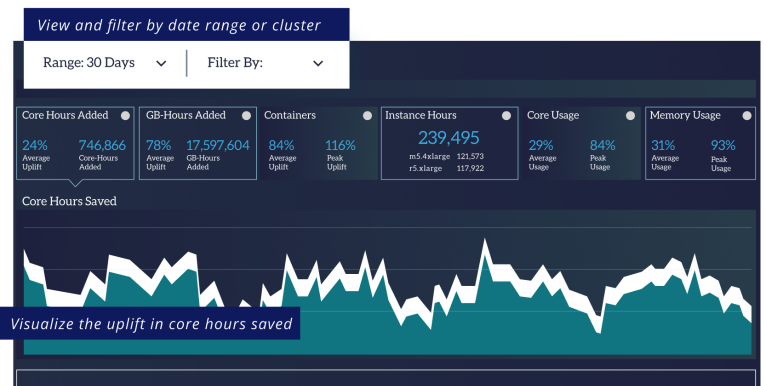 View and filter by date range or cluster
Range: 30 Days
Filter By:
Core Hours Added
24%
Average
Uplift
746,866
Core-Hours
Added
GB-Hours Added
78%
Average
Uplift
17,597,604
GB-Hours
Added
Containers
84%
Average
Uplift
116%
Peak
Uplift
Instance Hours
239,495
m5.4xlarge 121,573
r5.xlarge 117,922
Core Usage
29%
Average
Usage
84%
Peak
Usage
Memory Usage
31%
Average
Usage
93%
Peak
Usage
Core Hours Saved
Visualize the uplift in core hours saved